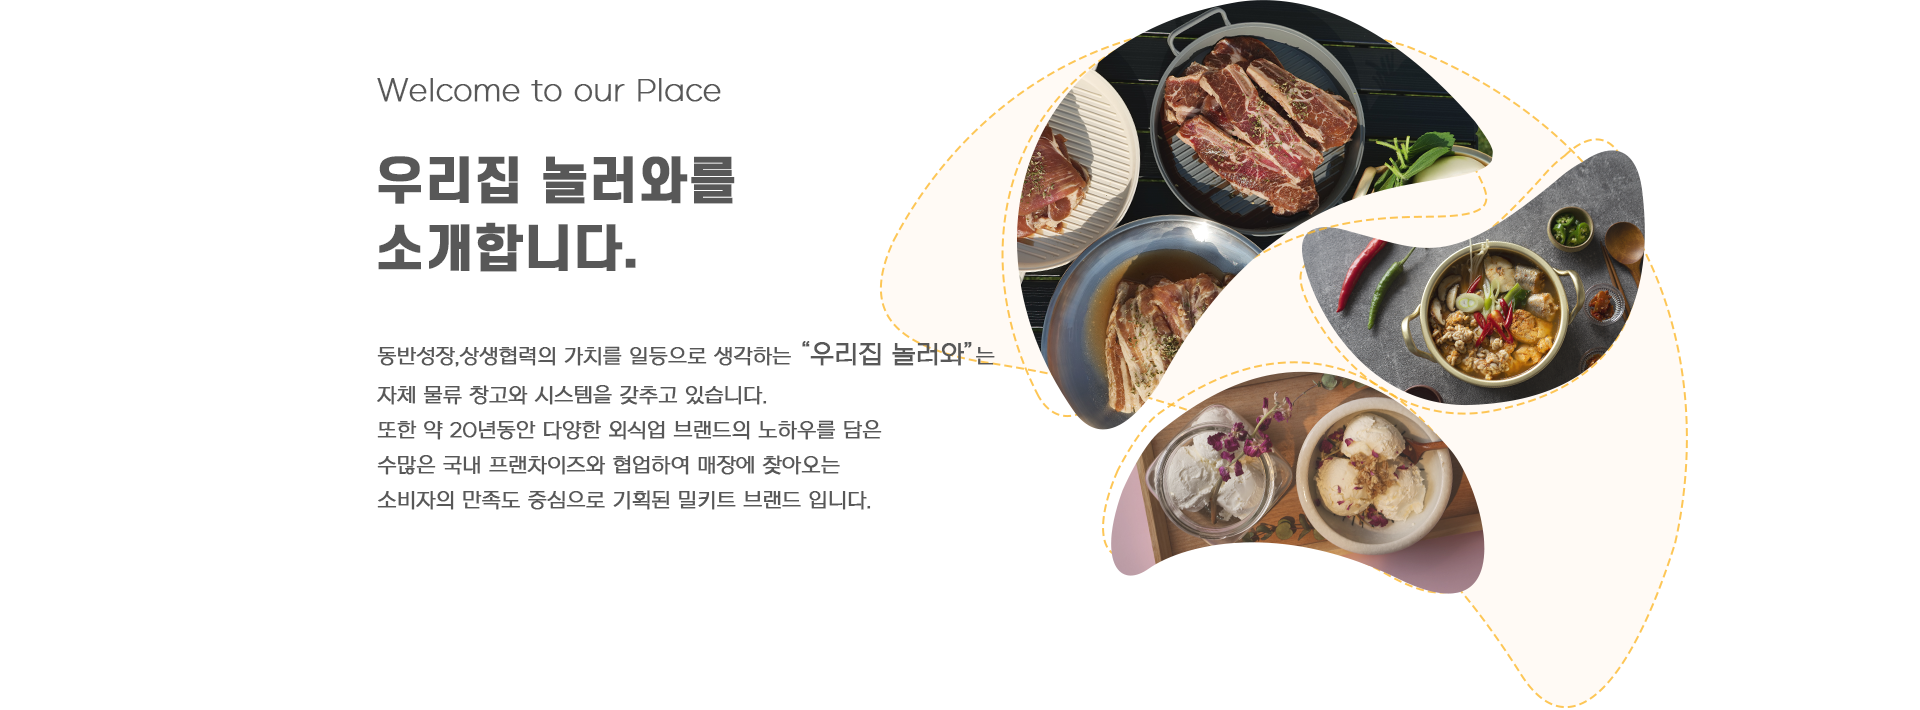 Welcome to our Place
우리집 놀러와를
소개합니다.
동반성장,상생협력의 가치를 일등으로 생각하는 “우리집 놀러와”는
자체 물류 창고와 시스템을 갖추고 있습니다.
또한 약 20년동안 다양한 외식업 브랜드의 노하우를 담은
수많은 국내 프랜차이즈와 협업하여 매장에 찾아오는
소비자의 만족도 중심으로 기획된 밀키트 브랜드 입니다.